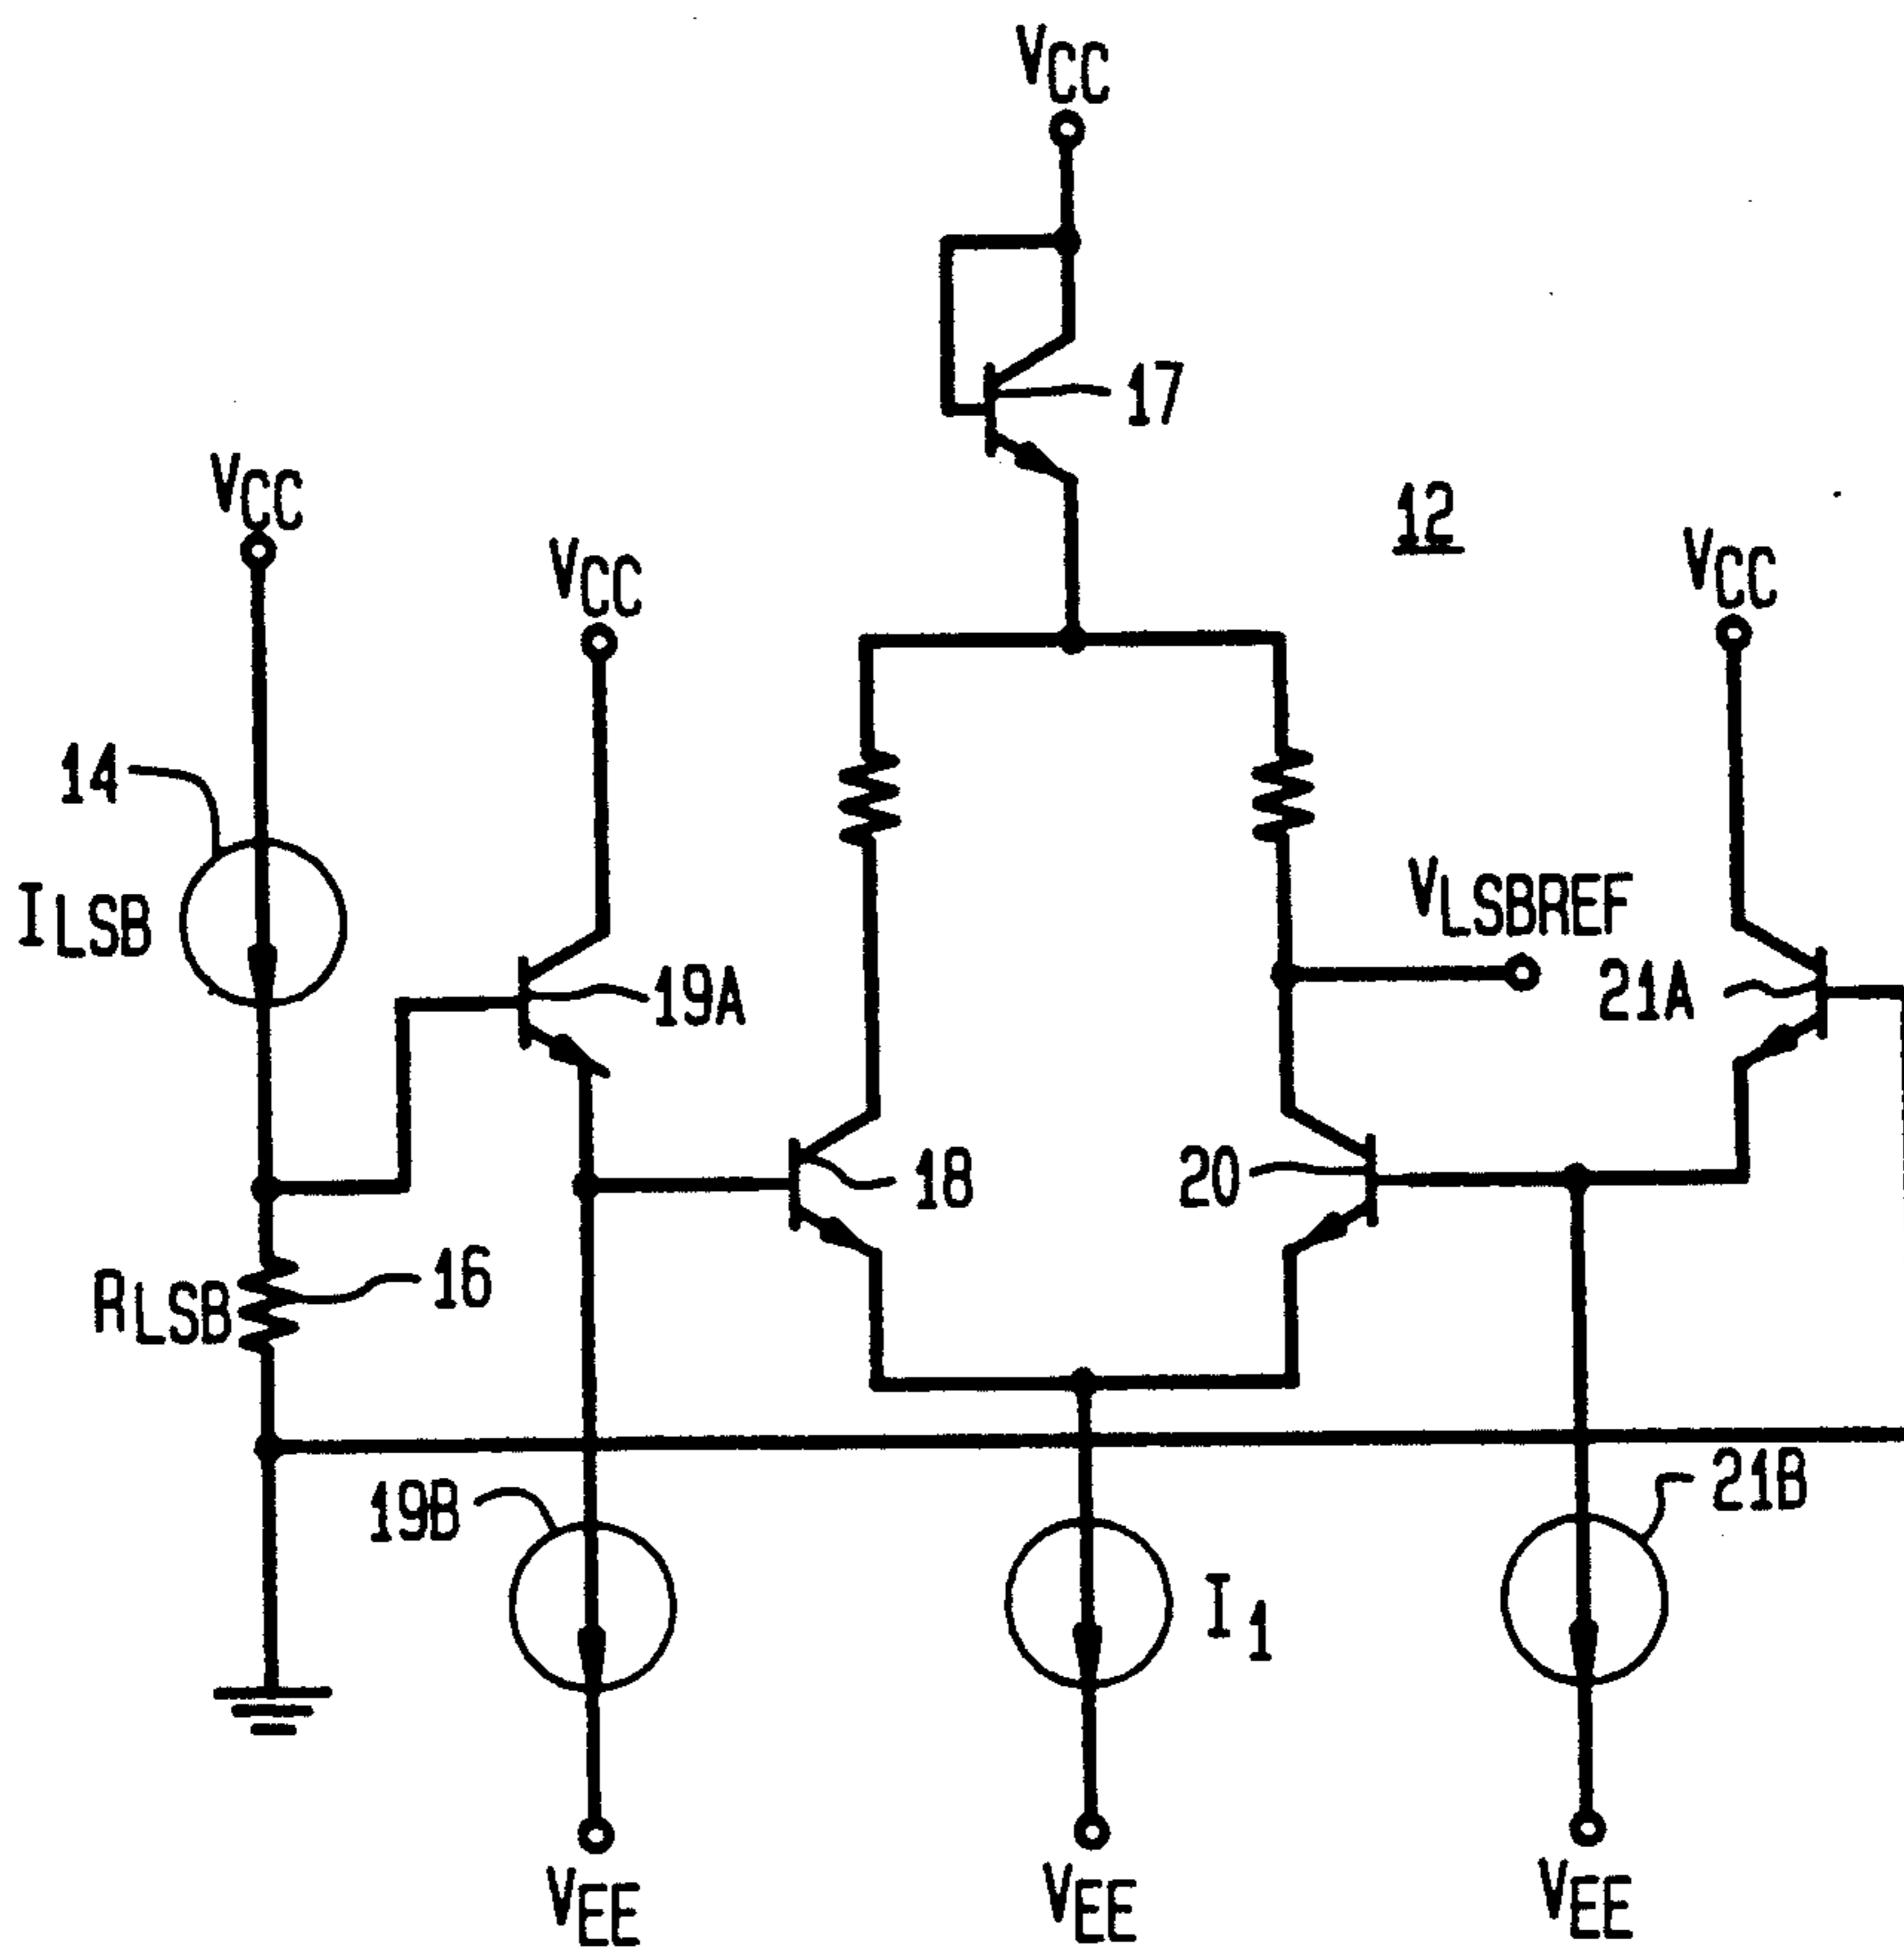 VCC
17
VCC
12
VCC
VCC
14
ILSB
VLSBREF
19A
21A
18
20
16
RLSB
19B
21B
I1
VEE
VEE
VEE